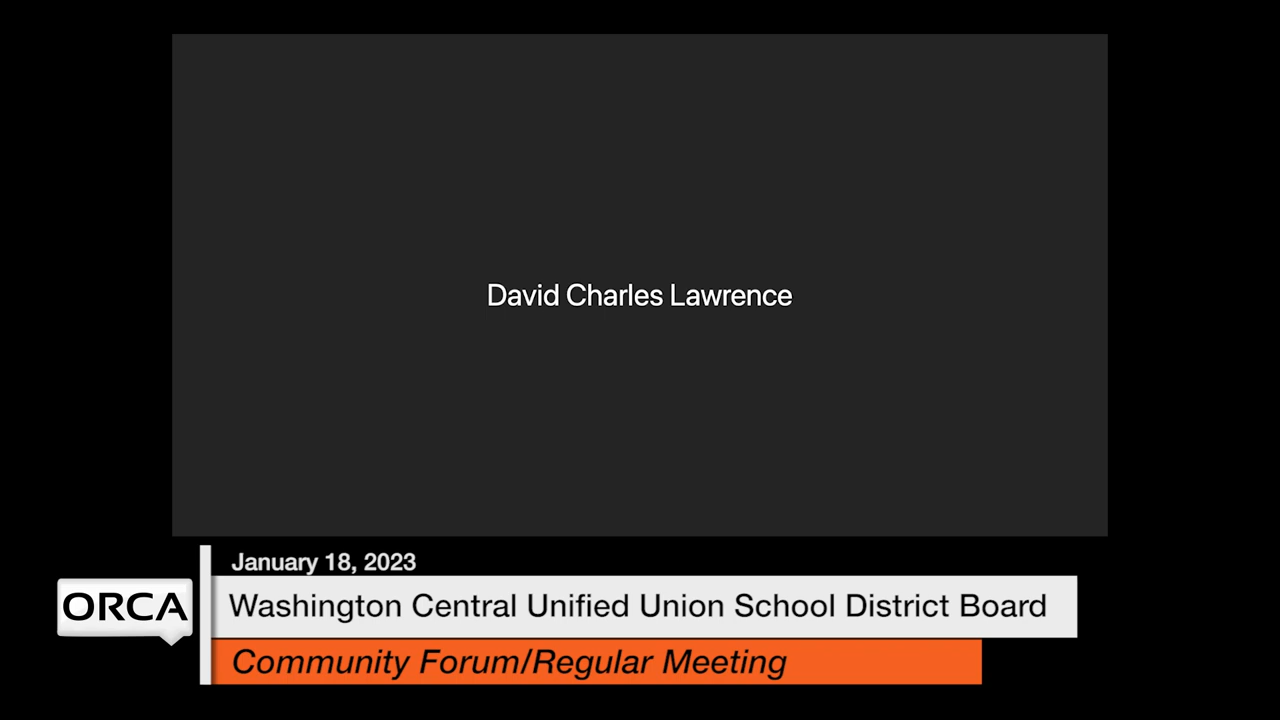 David Charles Lawrence
January 18, 2023
ORCA
Washington Central Unified Union School District Board
Community Forum/Regular Meeting